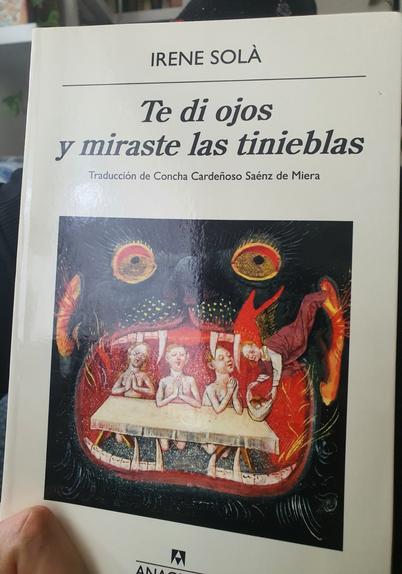 IRENE SOLÀ
Te di ojos
y miraste las tinieblas
Traducción de Concha Cardeñoso Saénz de Miera